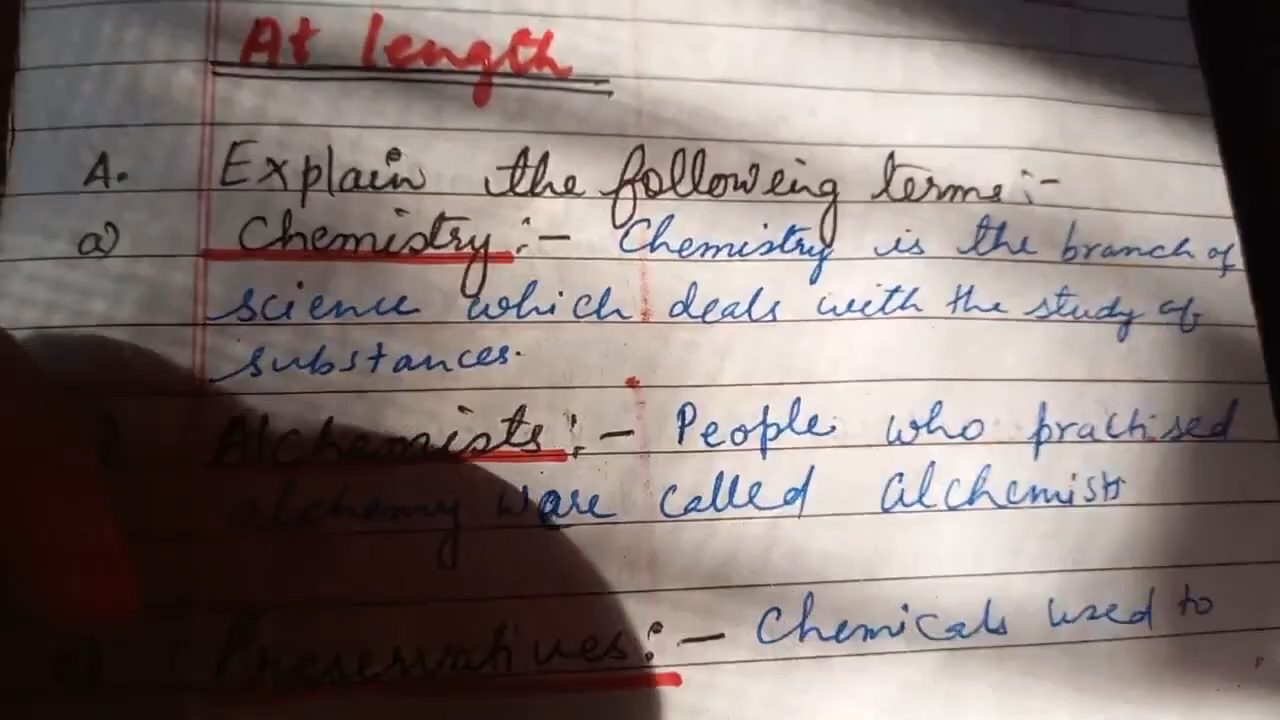 At length
A. Explain the following terms:-
a) Chemistry :- Chemistry is the branch of
science which deals with the study of
substances.
Alchemists :- People who practised
alchemy were called alchemists
Preservatives :- Chemicals used to